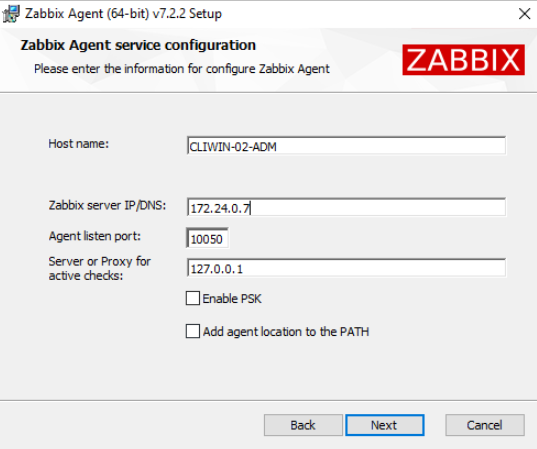 Zabbix Agent (64-bit) v7.2.2 Setup
Zabbix Agent service configuration
Please enter the information for configure Zabbix Agent
ZABBIX
Host name:
CLIWIN-02-ADM
Zabbix server IP/DNS:
172.24.0.7
Agent listen port:
10050
Server or Proxy for
active checks:
127.0.0.1
Enable PSK
Add agent location to the PATH
Back
Next
Cancel